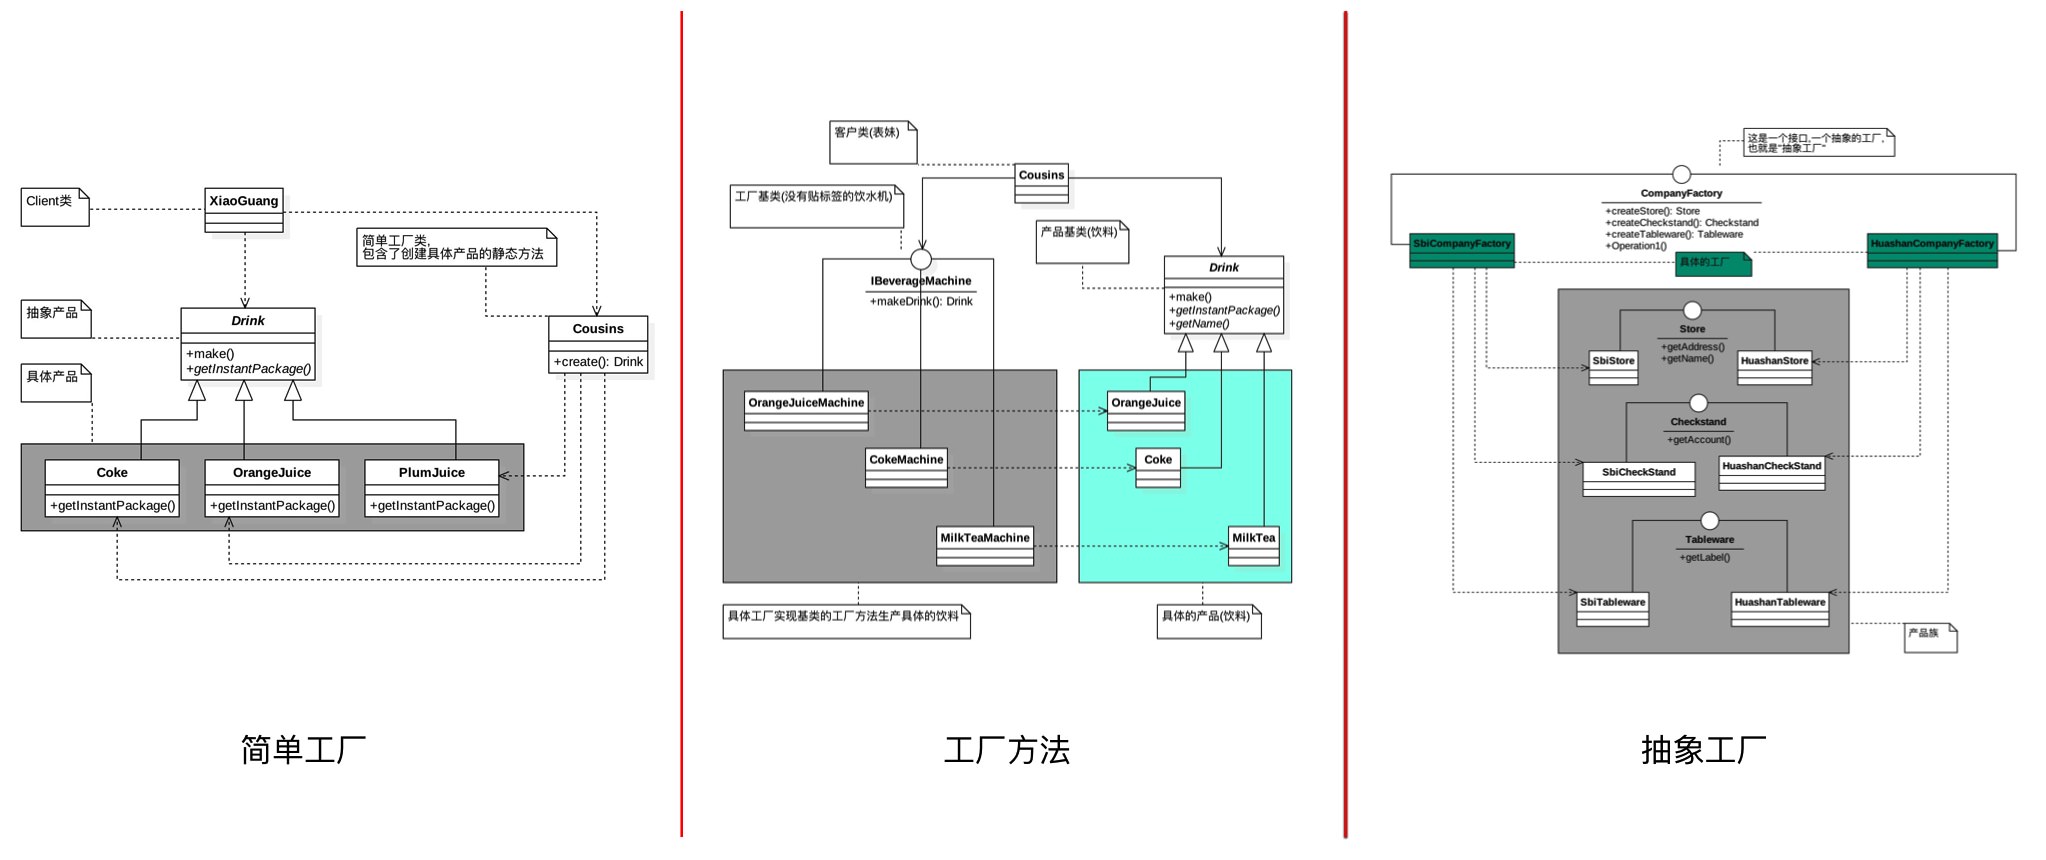 Client类
XiaoGuang
简单工厂类,
包含了创建具体产品的静态方法
抽象产品
Drink
+make()
+getInstantPackage()
Cousins
+create(): Drink
具体产品
Coke
+getInstantPackage()
OrangeJuice
+getInstantPackage()
PlumJuice
+getInstantPackage()
简单工厂
客户类(表妹)
Cousins
工厂基类(没有贴标签的饮水机)
产品基类(饮料)
IBeverageMachine
+makeDrink(): Drink
Drink
+make()
+getInstantPackage()
+getName()
OrangeJuiceMachine
OrangeJuice
CokeMachine
Coke
MilkTeaMachine
MilkTea
具体工厂实现基类的工厂方法生产具体的饮料
具体的产品(饮料)
工厂方法
这是一个接口,一个抽象的工厂,
也就是"抽象工厂"
CompanyFactory
+createStore(): Store
+createCheckstand(): Checkstand
+createTableware(): Tableware
+Operation1()
SbiCompanyFactory
HuashanCompanyFactory
具体的工厂
Store
+getAddress()
+getName()
SbiStore
HuashanStore
Checkstand
+getAccount()
SbiCheckStand
HuashanCheckStand
Tableware
+getLabel()
SbiTableware
HuashanTableware
产品族
抽象工厂